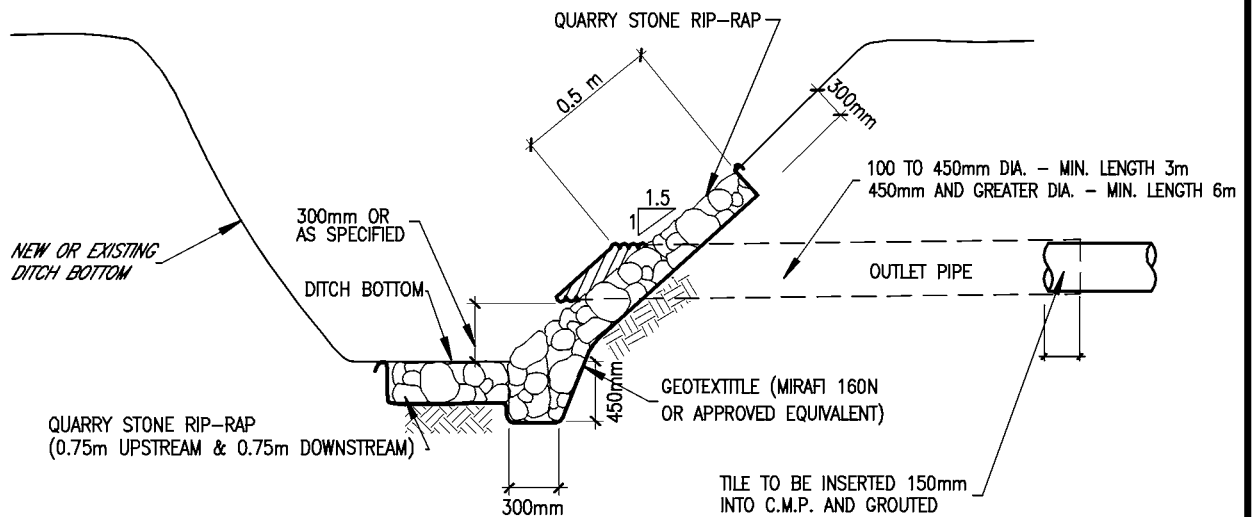 QUARRY STONE RIP-RAP
0.5 m
300mm
100 TO 450mm DIA. - MIN. LENGTH 3m
450mm AND GREATER DIA. - MIN. LENGTH 6m
1.5
1
300mm OR
AS SPECIFIED
NEW OR EXISTING
DITCH BOTTOM
DITCH BOTTOM
OUTLET PIPE
450mm
GEOTEXTITLE (MIRAFI 160N
OR APPROVED EQUIVALENT)
QUARRY STONE RIP-RAP
(0.75m UPSTREAM & 0.75m DOWNSTREAM)
300mm
TILE TO BE INSERTED 150mm
INTO C.M.P. AND GROUTED